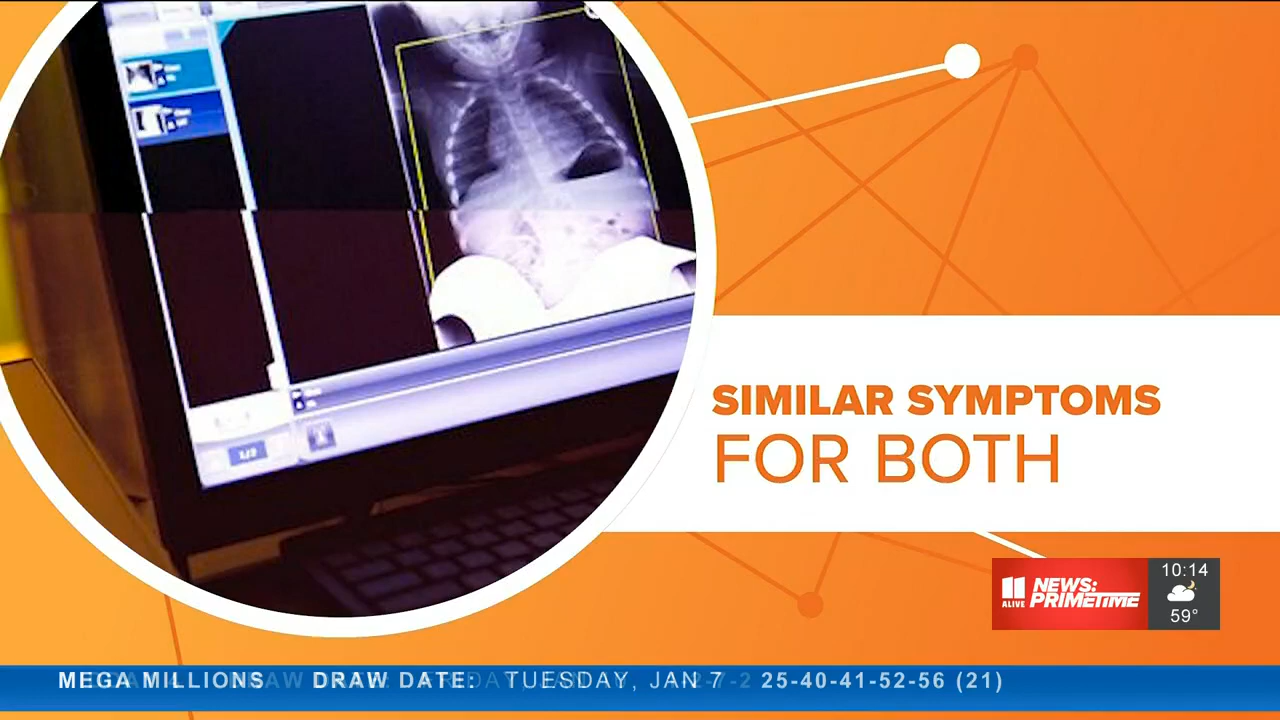 SIMILAR SYMPTOMS
FOR BOTH
11
ALIVE
NEWS:
PRIMETIME
10:14
59°
MEGA MILLIONS DRAW DATE: TUESDAY, JAN 7 25-40-41-52-56 (21)